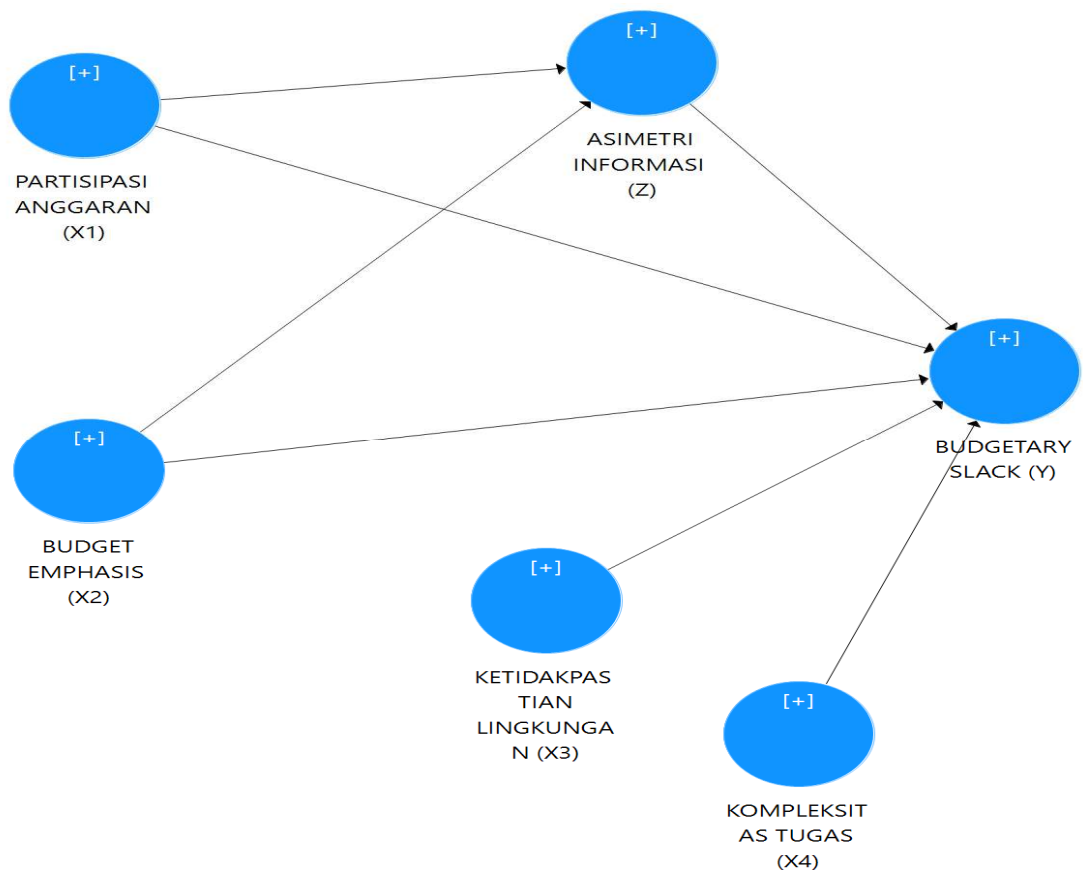 [+]
PARTISIPASI
ANGGARAN
(X1)
[+]
ASIMETRI
INFORMASI
(Z)
[+]
BUDGETARY
SLACK (Y)
[+]
BUDGET
EMPHASIS
(X2)
[+]
KETIDAKPAS
TIAN
LINGKUNGA
N (X3)
[+]
KOMPLEKSIT
AS TUGAS
(X4)